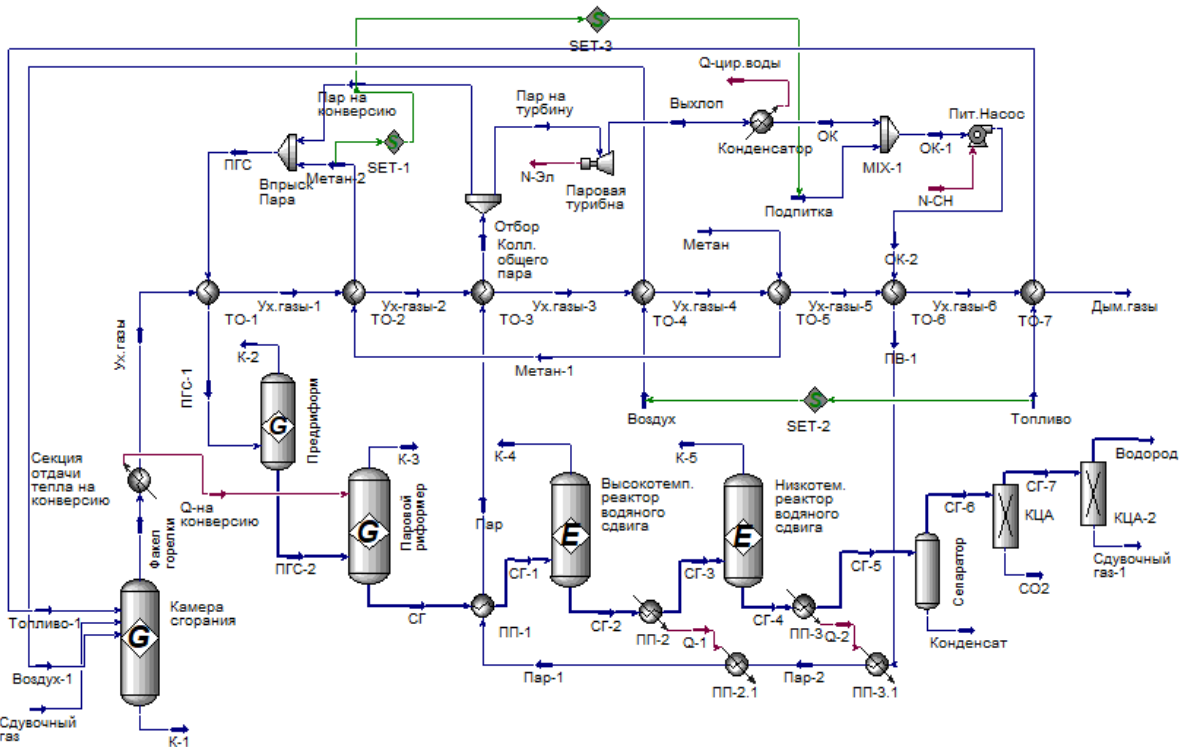 SET-3
Q-цир.воды
Пар на
конверсию
Пар на
турбину
Выхлоп
Пит.Насос
ПГС
Метан-2
SET-1
Впрыск
Пара
N-Эл
Паровая
турибна
Конденсатор
ОК
MIX-1
ОК-1
N-СН
Подпитка
Отбор
Колл.
общего
пара
Метан
ОК-2
Ух.газы
ТО-1
Ух.газы-1
ТО-2
Ух-газы-2
ТО-3
Ух.газы-3
ТО-4
Ух.газы-4
ТО-5
Ух-газы-5
ТО-6
Ух.газы-6
ТО-7
Дым.газы
К-2
ПГС-1
Предриформ
Метан-1
ПВ-1
Воздух
SET-2
Топливо
Секция
отдачи
тепла на
конверсию
Q-на
конверсию
К-3
Паровой
риформер
G
G
ПГС-2
СГ
Пар
ПП-1
СГ-1
К-4
Высокотемп.
реактор
водяного
сдвига
E
СГ-2
ПП-2
Q-1
СГ-3
К-5
Низкотем.
реактор
водяного
сдвига
E
СГ-4
ПП-3
Q-2
СГ-5
Сепаратор
СГ-6
КЦА
СГ-7
КЦА-2
Водород
Сдувочный
газ-1
СО2
Конденсат
Пар-1
ПП-2.1
Пар-2
ПП-3.1
Факел
горелки
Камера
сгорания
G
Топливо-1
Воздух-1
Сдувочный
газ
К-1
S
S
S